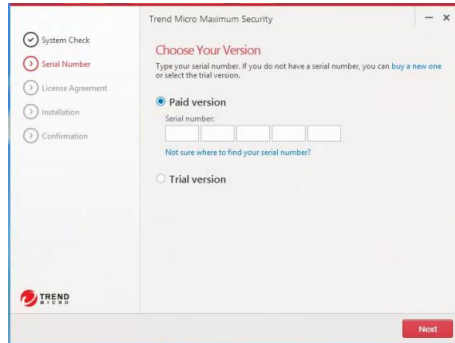 Trend Micro Maximum Security
System Check
Serial Number
License Agreement
Installation
Confirmation
Choose Your Version
Type your serial number. If you do not have a serial number, you can buy a new one
or select the trial version.
Paid version
Serial number:
Not sure where to find your serial number?
Trial version
TREND
MICRO
Next